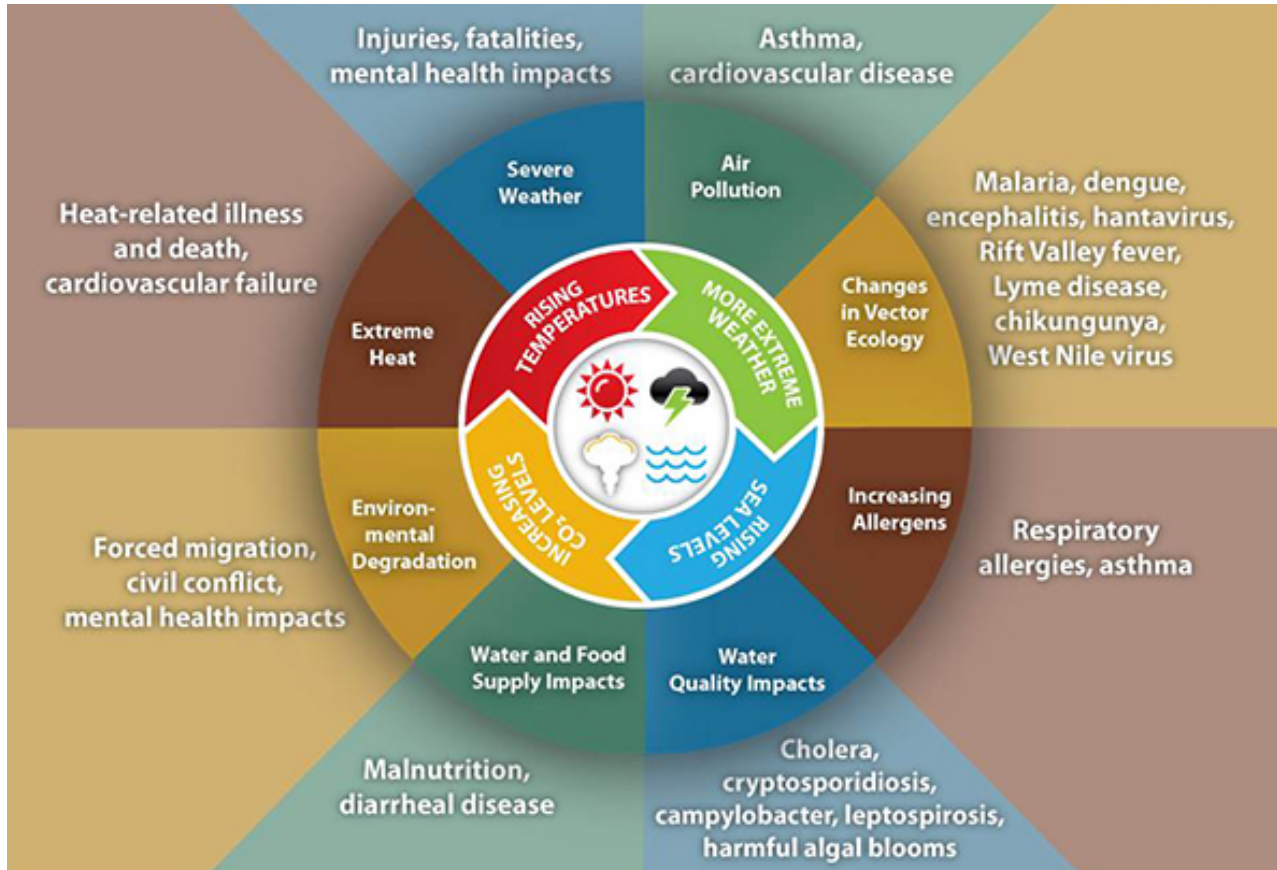 Injuries, fatalities,
mental health impacts
Asthma,
cardiovascular disease
Severe
Weather
Air
Pollution
Heat-related illness
and death,
cardiovascular failure
Malaria, dengue,
encephalitis, hantavirus,
Rift Valley fever,
Lyme disease,
chikungunya,
West Nile virus
Extreme
Heat
Changes
in Vector
Ecology
RISING
TEMPERATURES
MORE EXTREME
WEATHER
INCREASING
CO₂ LEVELS
RISING
SEA LEVELS
Environ-
mental
Degradation
Increasing
Allergens
Forced migration,
civil conflict,
mental health impacts
Respiratory
allergies, asthma
Water and Food
Supply Impacts
Water
Quality Impacts
Malnutrition,
diarrheal disease
Cholera,
cryptosporidiosis,
campylobacter, leptospirosis,
harmful algal blooms